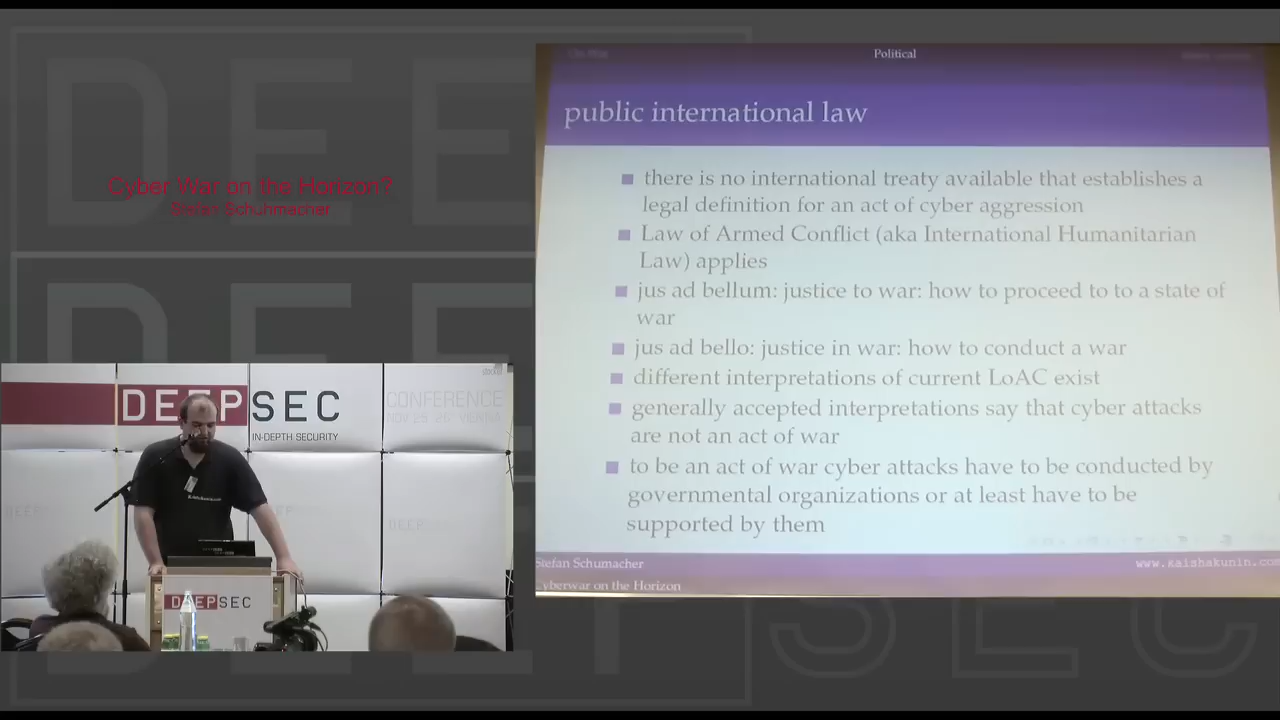 Cyber War on the Horizon?
Stefan Schuhmacher
Political
public international law
there is no international treaty available that establishes a
legal definition for an act of cyber aggression
Law of Armed Conflict (aka International Humanitarian
Law) applies
jus ad bellum: justice to war: how to proceed to to a state of
war
jus ad bello: justice in war: how to conduct a war
different interpretations of current LoAC exist
generally accepted interpretations say that cyber attacks
are not an act of war
to be an act of war cyber attacks have to be conducted by
governmental organizations or at least have to be
supported by them
Stefan Schumacher
www.kaishakunin.com
Cyberwar on the Horizon
DEEPSEC
IN-DEPTH SECURITY
CONFERENCE
DEEPSEC